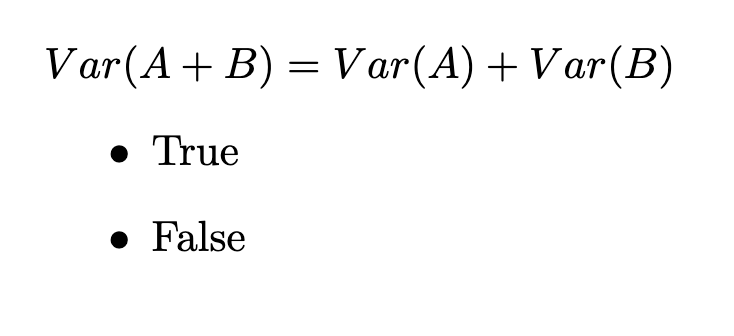 Var(A + B) = Var(A) + Var(B)
• True
• False